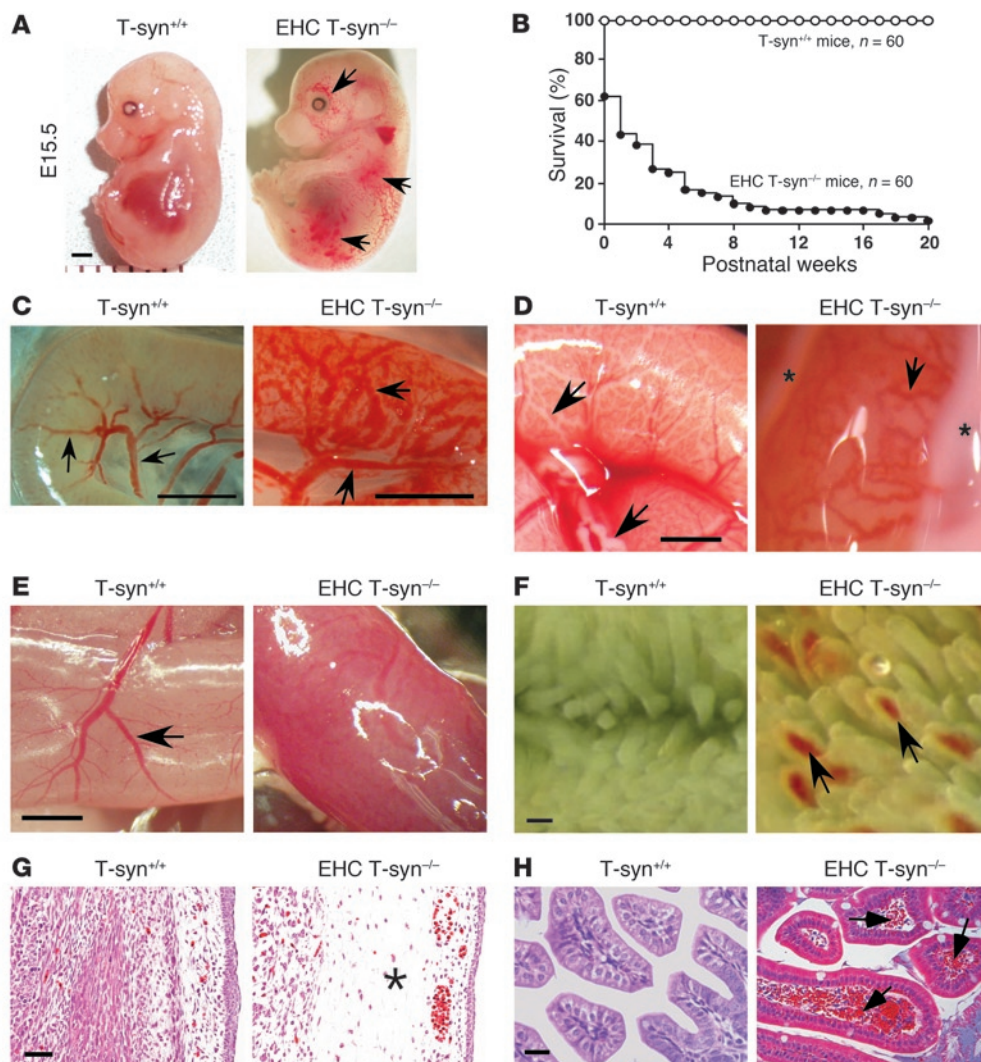 A
T-syn+/+
EHC T-syn–/–
E15.5
B
Survival (%)
100
80
60
40
20
0
T-syn+/+ mice, n = 60
EHC T-syn–/– mice, n = 60
0 4 8 12 16 20
Postnatal weeks
C
T-syn+/+
EHC T-syn–/–
D
T-syn+/+
EHC T-syn–/–
*
*
E
T-syn+/+
EHC T-syn–/–
F
T-syn+/+
EHC T-syn–/–
G
T-syn+/+
EHC T-syn–/–
*
H
T-syn+/+
EHC T-syn–/–